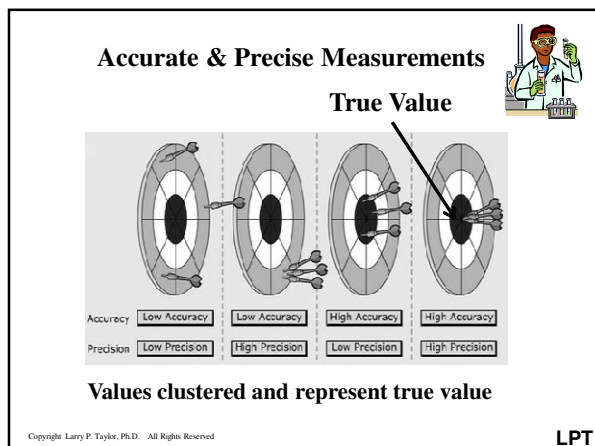 Accurate & Precise Measurements
True Value
Accuracy Low Accuracy Low Accuracy High Accuracy High Accuracy
Precision Low Precision High Precision Low Precision High Precision
Values clustered and represent true value
Copyright Larry P. Taylor, Ph.D. All Rights Reserved
LPT